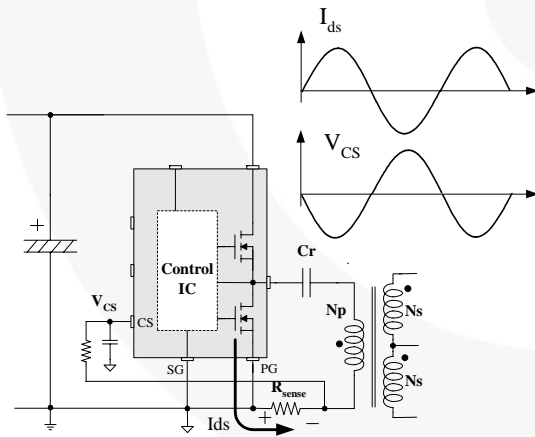 Ids
VCS
+
Cr
Control
IC
VCS
CS
Np
Ns
Ns
SG
PG
Rsense
+
−
Ids